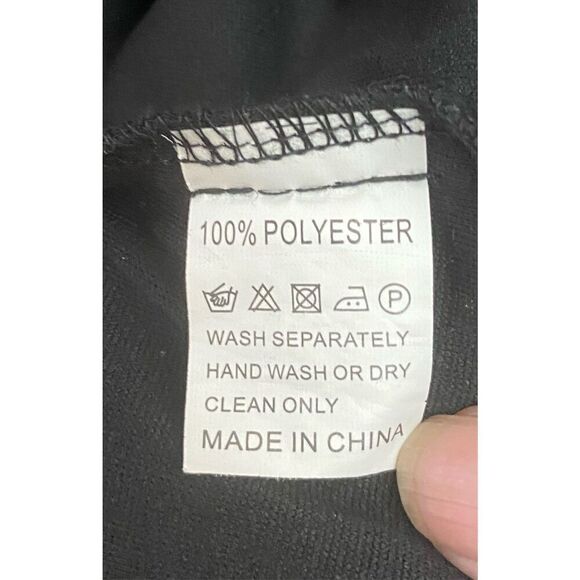 100% POLYESTER
P
WASH SEPARATELY
HAND WASH OR DRY
CLEAN ONLY
MADE IN CHINA